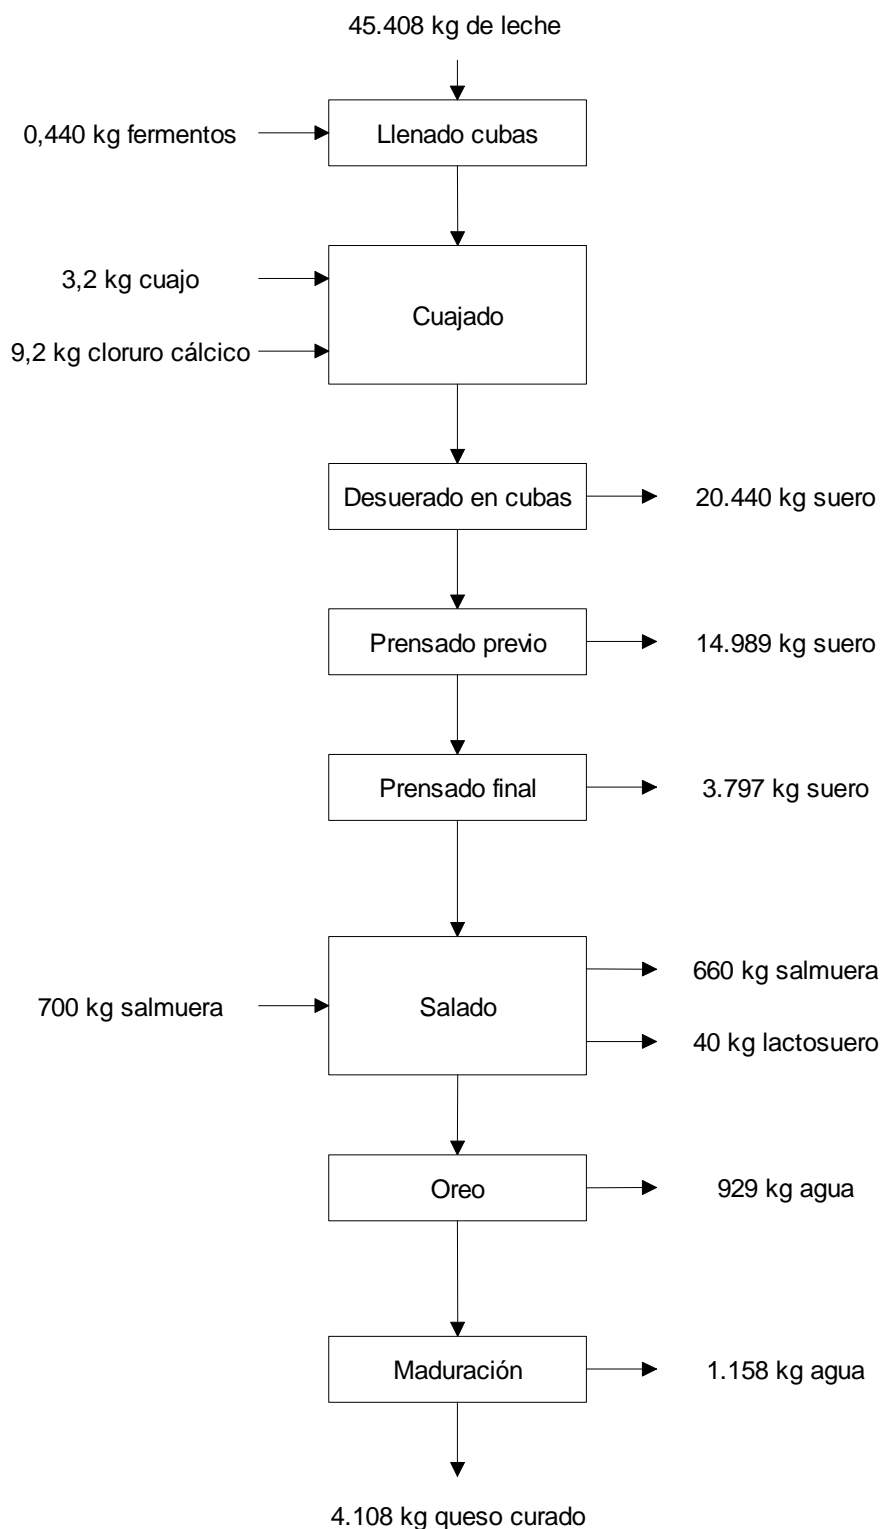 45.408 kg de leche
0,440 kg fermentos
Llenado cubas
3,2 kg cuajo
Cuajado
9,2 kg cloruro cálcico
Desuerado en cubas
20.440 kg suero
Prensado previo
14.989 kg suero
Prensado final
3.797 kg suero
660 kg salmuera
700 kg salmuera
Salado
40 kg lactosuero
Oreo
929 kg agua
Maduración
1.158 kg agua
4.108 kg queso curado